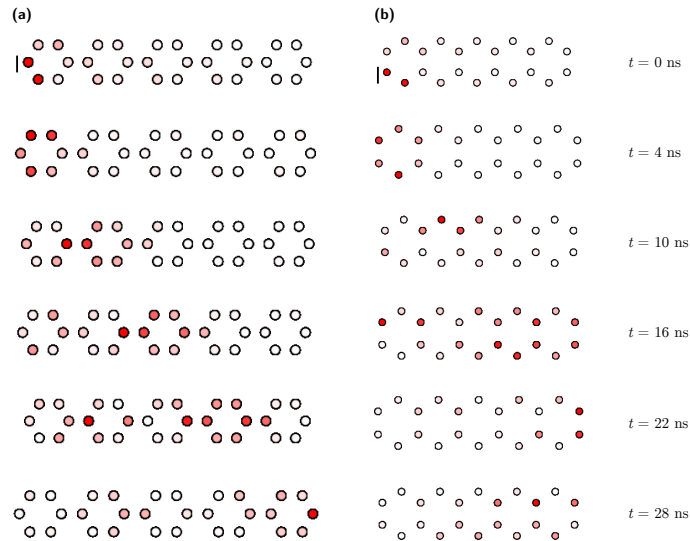 (a)
(b)
t = 0 ns
t = 4 ns
t = 10 ns
t = 16 ns
t = 22 ns
t = 28 ns